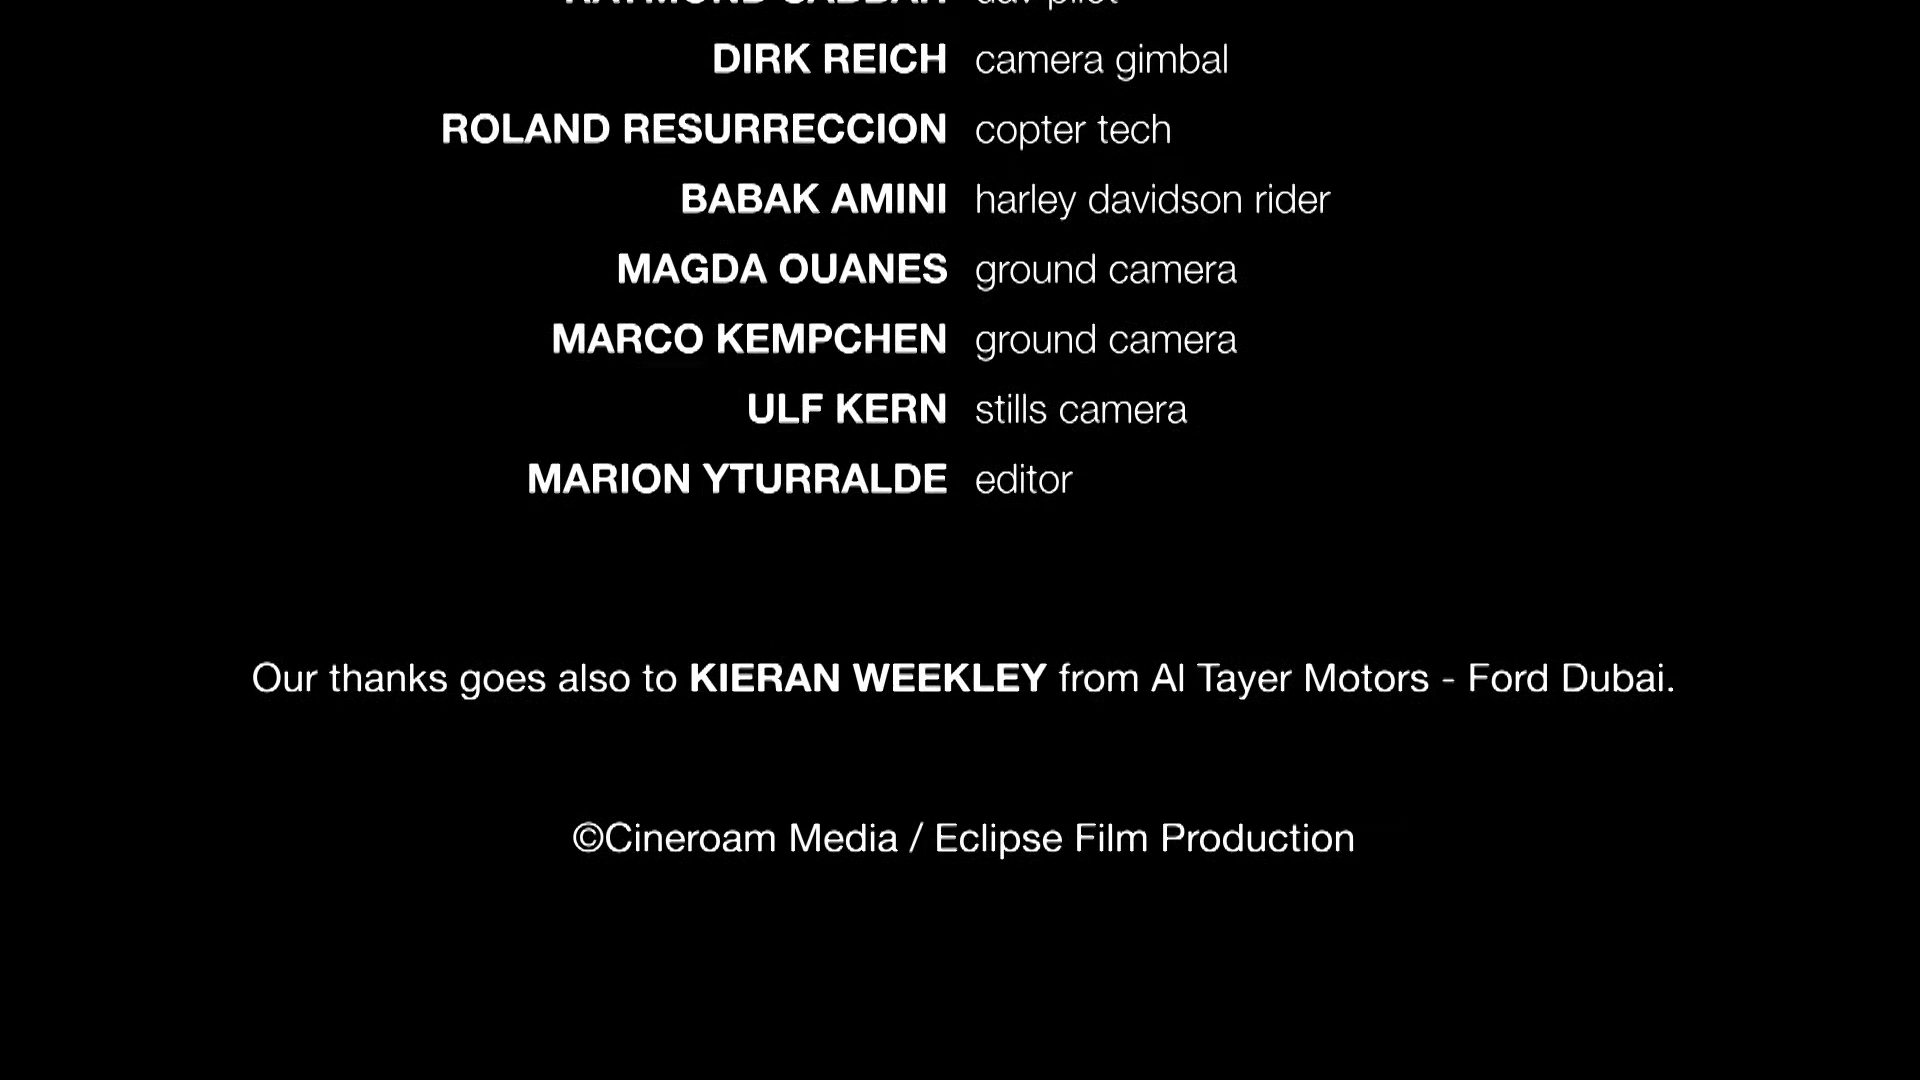 DIRK REICH camera gimbal
ROLAND RESURRECCION copter tech
BABAK AMINI harley davidson rider
MAGDA OUANES ground camera
MARCO KEMPCHEN ground camera
ULF KERN stills camera
MARION YTURRALDE editor
Our thanks goes also to KIERAN WEEKLEY from Al Tayer Motors - Ford Dubai.
©Cineroam Media / Eclipse Film Production